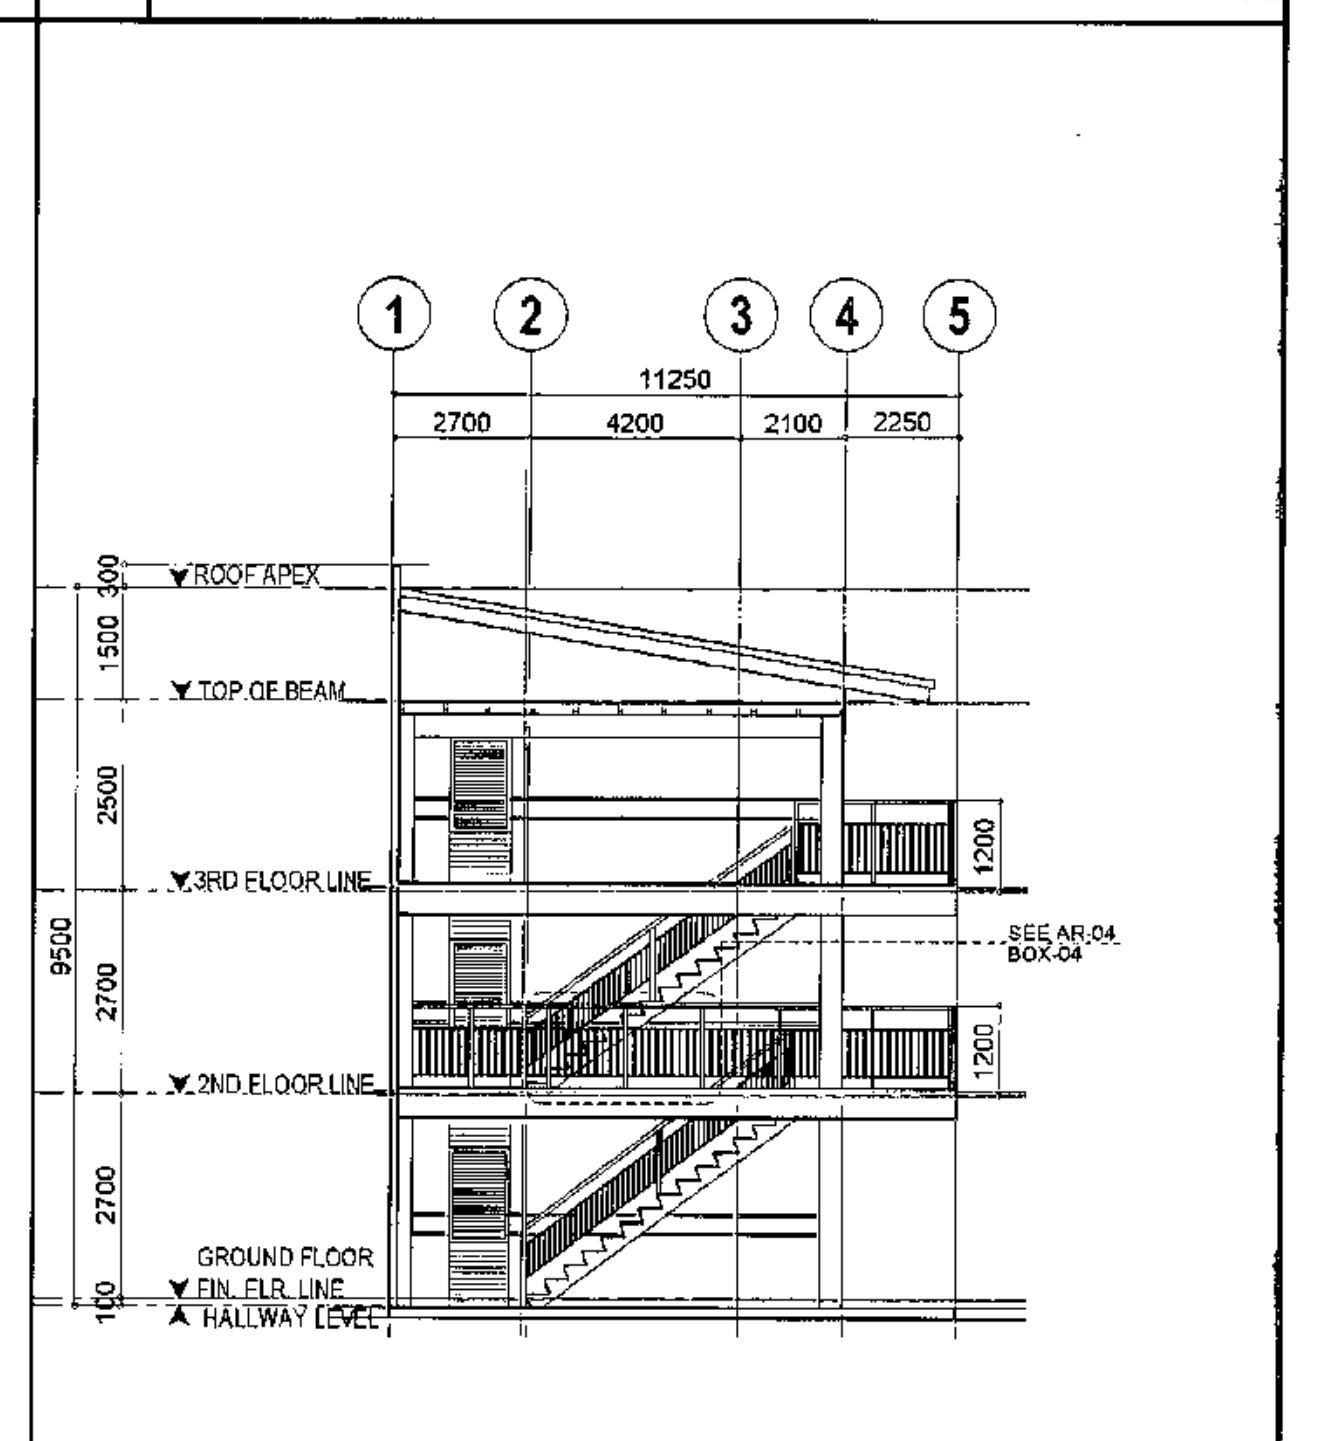 1 2 3 4 5
11250
2700 4200 2100 2250
300
ROOF APEX
1500
TOP OF BEAM
2500
1200
3RD FLOOR LINE
9500
SEE AR-04
BOX-04
2700
1200
2ND FLOOR LINE
2700
GROUND FLOOR
FIN. FLR. LINE
100
HALLWAY LEVEL